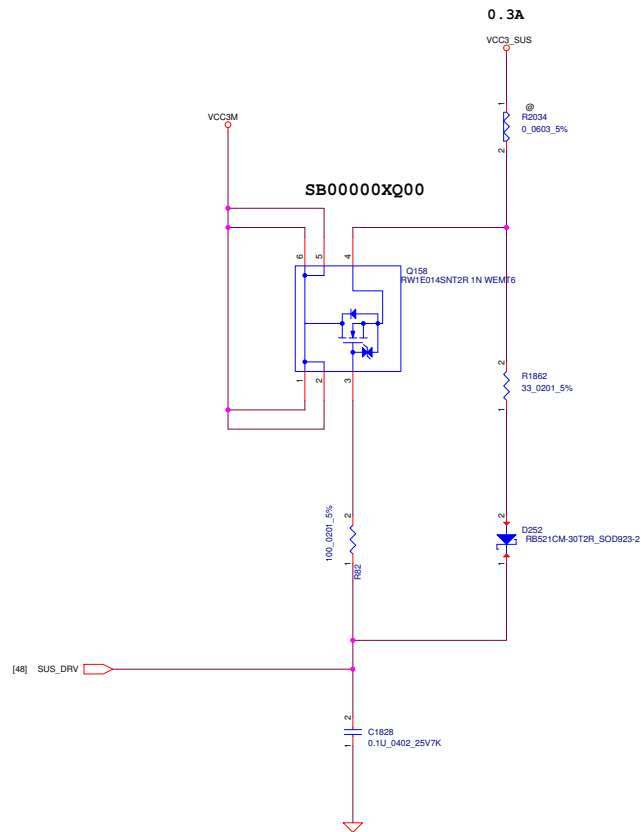 0.3A
VCC3_SUS
1
@
R2034
0_0603_5%
2
VCC3M
SB00000XQ00
6
5
4
Q158
RW1E014SNT2R 1N WEMT6
1
2
3
2
R1862
33_0201_5%
1
2
100_0201_5%
R82
1
2
D252
RB521CM-30T2R_SOD923-2
1
[48] SUS_DRV
2
C1828
0.1U_0402_25V7K
1